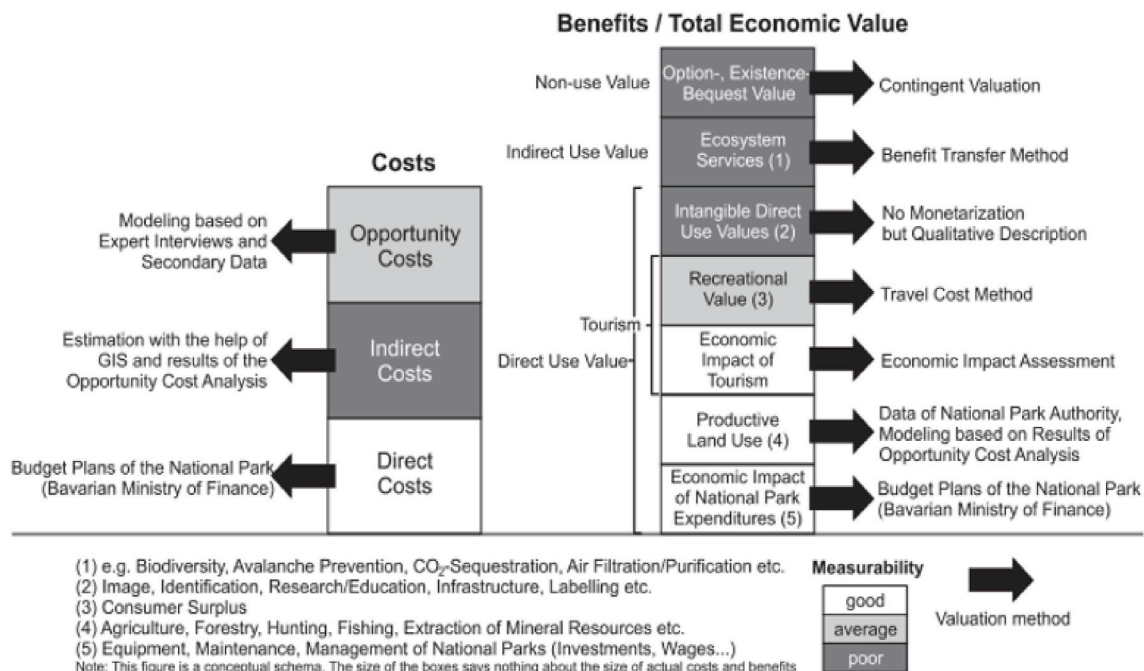 Benefits / Total Economic Value
Non-use Value
Option-, Existence-
Bequest Value
Contingent Valuation
Indirect Use Value
Ecosystem
Services (1)
Benefit Transfer Method
Costs
Modeling based on
Expert Interviews and
Secondary Data
Opportunity
Costs
Intangible Direct
Use Values (2)
No Monetarization
but Qualitative Description
Recreational
Value (3)
Travel Cost Method
Tourism
Estimation with the help of
GIS and results of the
Opportunity Cost Analysis
Indirect
Costs
Direct Use Value
Economic
Impact of
Tourism
Economic Impact Assessment
Productive
Land Use (4)
Data of National Park Authority,
Modeling based on Results of
Opportunity Cost Analysis
Budget Plans of the National Park
(Bavarian Ministry of Finance)
Direct
Costs
Economic Impact
of National Park
Expenditures (5)
Budget Plans of the National Park
(Bavarian Ministry of Finance)
(1) e.g. Biodiversity, Avalanche Prevention, CO₂-Sequestration, Air Filtration/Purification etc.
(2) Image, Identification, Research/Education, Infrastructure, Labelling etc.
(3) Consumer Surplus
(4) Agriculture, Forestry, Hunting, Fishing, Extraction of Mineral Resources etc.
(5) Equipment, Maintenance, Management of National Parks (Investments, Wages...)
Note: This figure is a conceptual schema. The size of the boxes says nothing about the size of actual costs and benefits
Measurability
good
average
poor
Valuation method